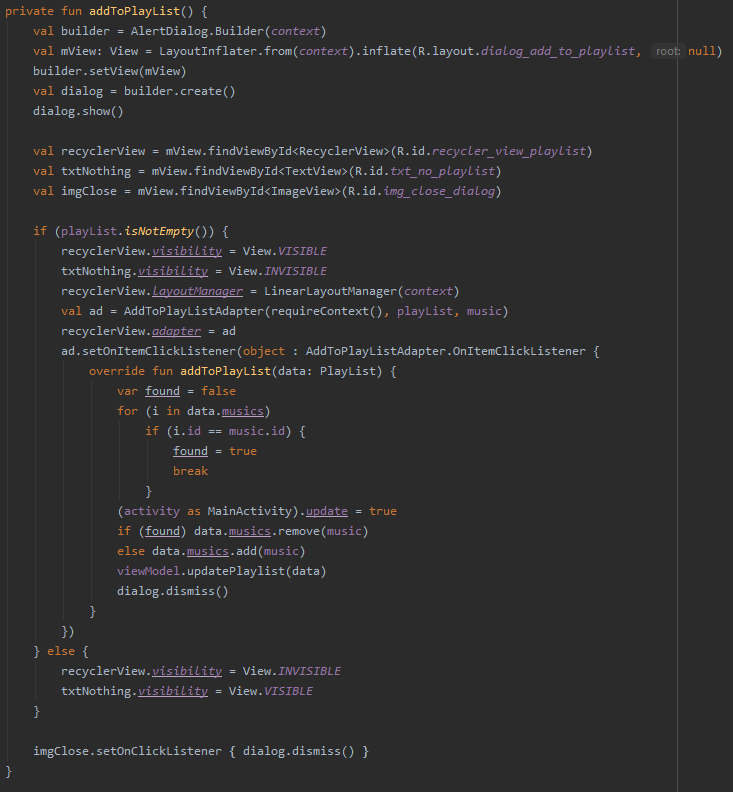 private fun addToPlayList() {
    val builder = AlertDialog.Builder(context)
    val mView: View = LayoutInflater.from(context).inflate(R.layout.dialog_add_to_playlist, root: null)
    builder.setView(mView)
    val dialog = builder.create()
    dialog.show()

    val recyclerView = mView.findViewById<RecyclerView>(R.id.recycler_view_playlist)
    val txtNothing = mView.findViewById<TextView>(R.id.txt_no_playlist)
    val imgClose = mView.findViewById<ImageView>(R.id.img_close_dialog)

    if (playList.isNotEmpty()) {
        recyclerView.visibility = View.VISIBLE
        txtNothing.visibility = View.INVISIBLE
        recyclerView.layoutManager = LinearLayoutManager(context)
        val ad = AddToPlayListAdapter(requireContext(), playList, music)
        recyclerView.adapter = ad
        ad.setOnItemClickListener(object : AddToPlayListAdapter.OnItemClickListener {
            override fun addToPlaylist(data: PlayList) {
                var found = false
                for (i in data.musics)
                    if (i.id == music.id) {
                        found = true
                        break
                    }
                (activity as MainActivity).update = true
                if (found) data.musics.remove(music)
                else data.musics.add(music)
                viewModel.updatePlaylist(data)
                dialog.dismiss()
            }
        })
    } else {
        recyclerView.visibility = View.INVISIBLE
        txtNothing.visibility = View.VISIBLE
    }

    imgClose.setOnClickListener { dialog.dismiss() }
}